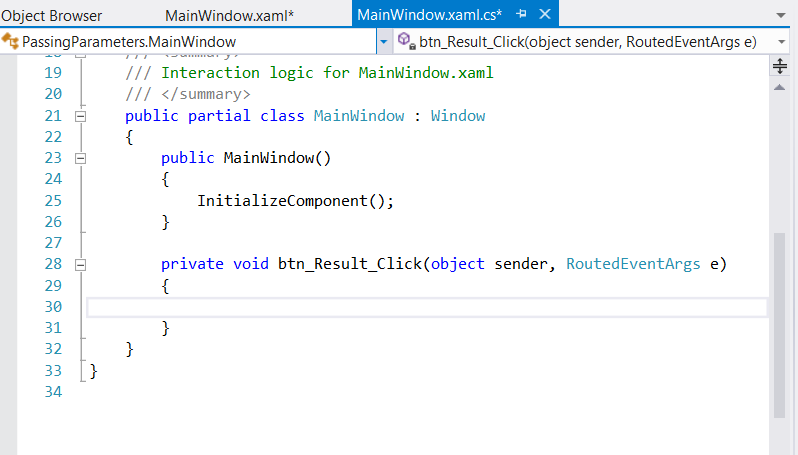 Object Browser MainWindow.xaml* MainWindow.xaml.cs*
PassingParameters.MainWindow btn_Result_Click(object sender, RoutedEventArgs e)
18 /// <summary>
19 /// Interaction logic for MainWindow.xaml
20 /// </summary>
21 public partial class MainWindow : Window
22 {
23 public MainWindow()
24 {
25 InitializeComponent();
26 }
27
28 private void btn_Result_Click(object sender, RoutedEventArgs e)
29 {
30
31 }
32 }
33 }
34